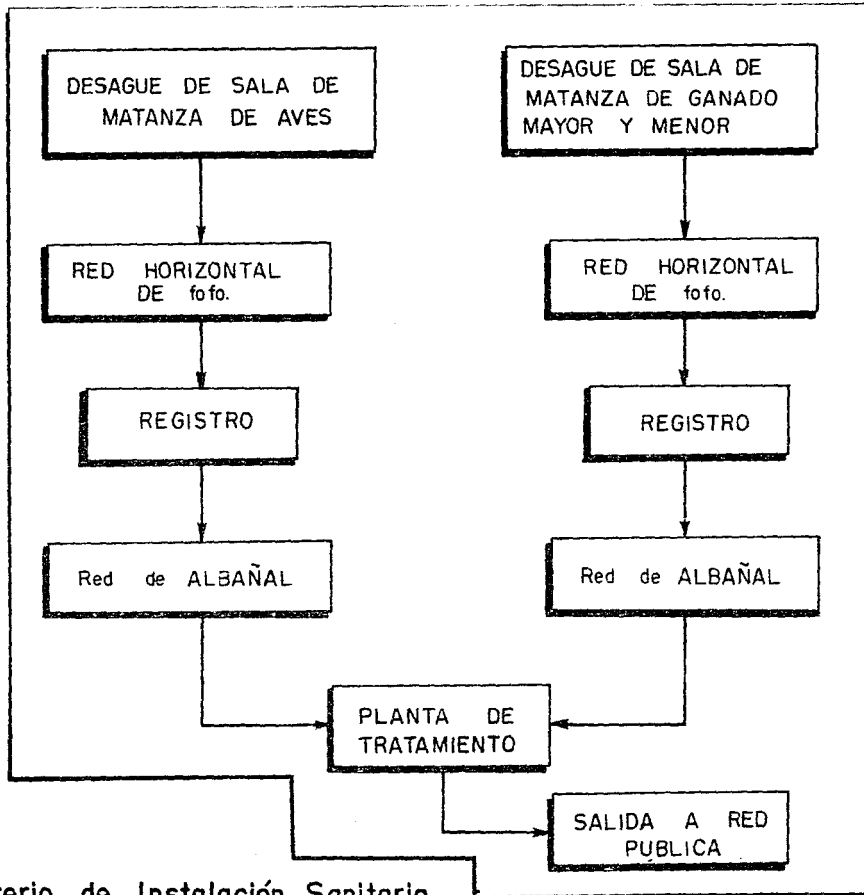 DESAGUE DE SALA DE
MATANZA DE AVES
RED HORIZONTAL
DE fofo.
REGISTRO
Red de ALBAÑAL
DESAGUE DE SALA DE
MATANZA DE GANADO
MAYOR Y MENOR
RED HORIZONTAL
DE fofo.
REGISTRO
Red de ALBAÑAL
PLANTA DE
TRATAMIENTO
SALIDA A RED
PUBLICA
de Instalación Sanitaria